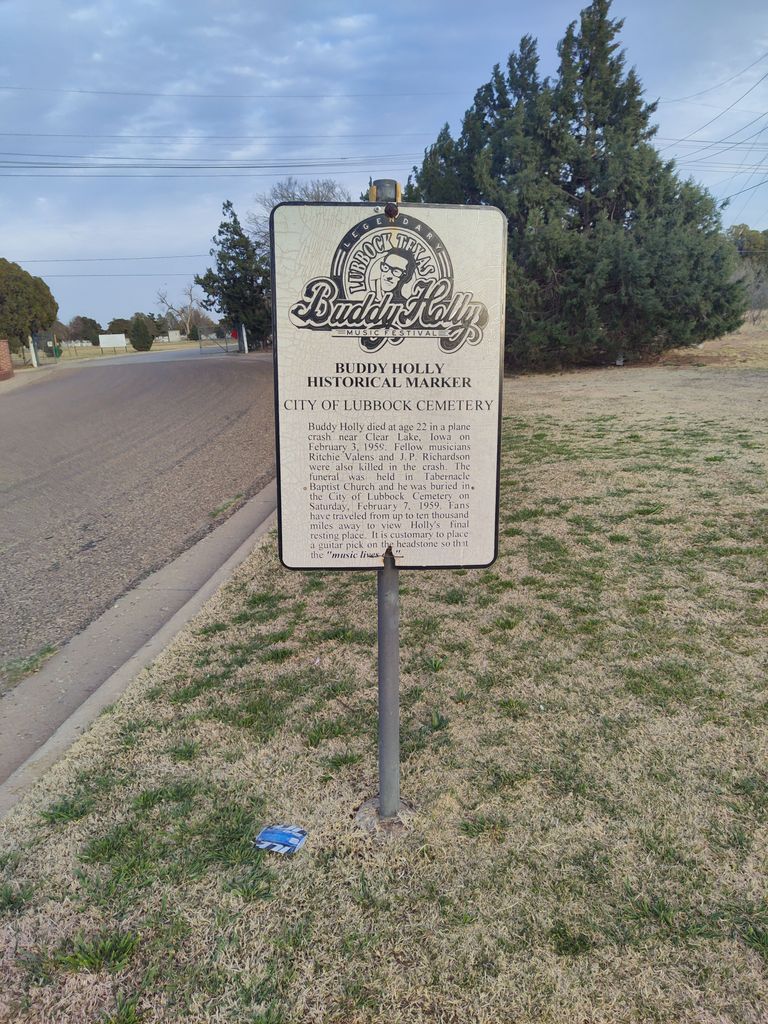 LEGENDARY
LUBBOCK TEXAS
Buddy Holly
MUSIC FESTIVAL
BUDDY HOLLY
HISTORICAL MARKER
CITY OF LUBBOCK CEMETERY
Buddy Holly died at age 22 in a plane
crash near Clear Lake, Iowa on
February 3, 1959. Fellow musicians
Ritchie Valens and J. P. Richardson
were also killed in the crash. The
funeral was held in Tabernacle
Baptist Church and he was buried in
the City of Lubbock Cemetery on
Saturday, February 7, 1959. Fans
have traveled from up to ten thousand
miles away to view Holly's final
resting place. It is customary to place
a guitar pick on the headstone so that
the "music lives